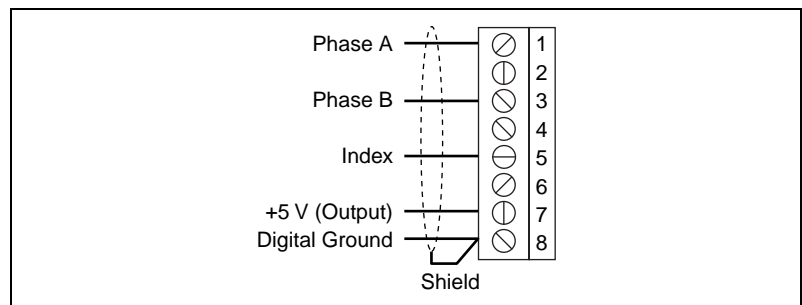 Phase A 1
2
Phase B 3
4
Index 5
6
+5 V (Output) 7
Digital Ground 8
Shield